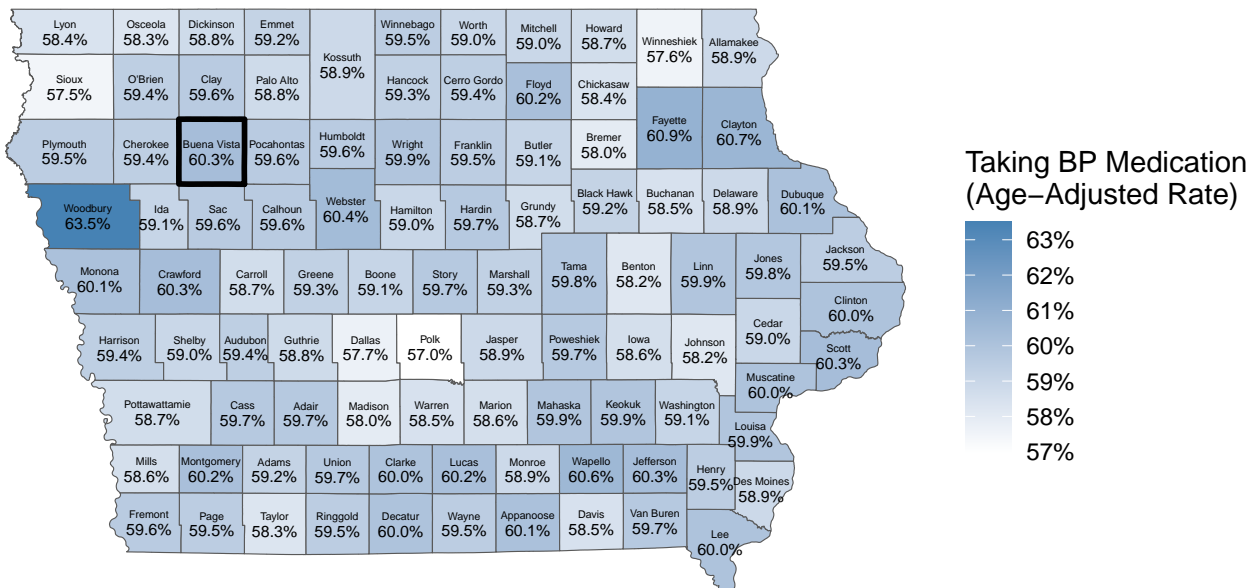 Lyon
58.4%
Osceola
58.3%
Dickinson
58.8%
Emmet
59.2%
Kossuth
58.9%
Winnebago
59.5%
Worth
59.0%
Mitchell
59.0%
Howard
58.7%
Winneshiek
57.6%
Allamakee
58.9%
Sioux
57.5%
O'Brien
59.4%
Clay
59.6%
Palo Alto
58.8%
Hancock
59.3%
Cerro Gordo
59.4%
Floyd
60.2%
Chickasaw
58.4%
Plymouth
59.5%
Cherokee
59.4%
Buena Vista
60.3%
Pocahontas
59.6%
Humboldt
59.6%
Wright
59.9%
Franklin
59.5%
Butler
59.1%
Bremer
58.0%
Fayette
60.9%
Clayton
60.7%
Woodbury
63.5%
Ida
59.1%
Sac
59.6%
Calhoun
59.6%
Webster
60.4%
Hamilton
59.0%
Hardin
59.7%
Grundy
58.7%
Black Hawk
59.2%
Buchanan
58.5%
Delaware
58.9%
Dubuque
60.1%
Monona
60.1%
Crawford
60.3%
Carroll
58.7%
Greene
59.3%
Boone
59.1%
Story
59.7%
Marshall
59.3%
Tama
59.8%
Benton
58.2%
Linn
59.9%
Jones
59.8%
Jackson
59.5%
Clinton
60.0%
Harrison
59.4%
Shelby
59.0%
Audubon
59.4%
Guthrie
58.8%
Dallas
57.7%
Polk
57.0%
Jasper
58.9%
Poweshiek
59.7%
Iowa
58.6%
Johnson
58.2%
Cedar
59.0%
Scott
60.3%
Muscatine
60.0%
Pottawattamie
58.7%
Cass
59.7%
Adair
59.7%
Madison
58.0%
Warren
58.5%
Marion
58.6%
Mahaska
59.9%
Keokuk
59.9%
Washington
59.1%
Louisa
59.9%
Mills
58.6%
Montgomery
60.2%
Adams
59.2%
Union
59.7%
Clarke
60.0%
Lucas
60.2%
Monroe
58.9%
Wapello
60.6%
Jefferson
60.3%
Henry
59.5%
Des Moines
58.9%
Fremont
59.6%
Page
59.5%
Taylor
58.3%
Ringgold
59.5%
Decatur
60.0%
Wayne
59.5%
Appanoose
60.1%
Davis
58.5%
Van Buren
59.7%
Lee
60.0%
Taking BP Medication
(Age−Adjusted Rate)
63%
62%
61%
60%
59%
58%
57%